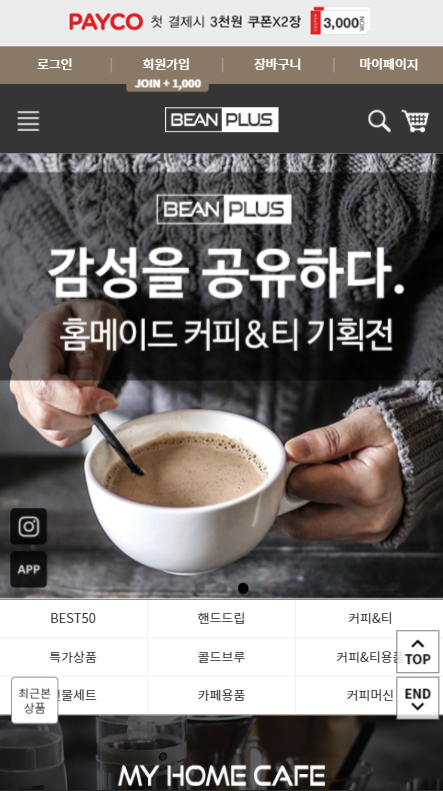 PAYCO 첫 결제시 3천원 쿠폰X2장 3,000
로그인 회원가입 장바구니 마이페이지
JOIN + 1,000
BEAN PLUS
BEAN PLUS
감성을 공유하다.
홈메이드 커피&티 기획전
APP
BEST50 핸드드립 커피&티
특가상품 콜드브루 커피&티용품
TOP
최근본
상품
물세트 카페용품 커피머신
END
MY HOME CAFE